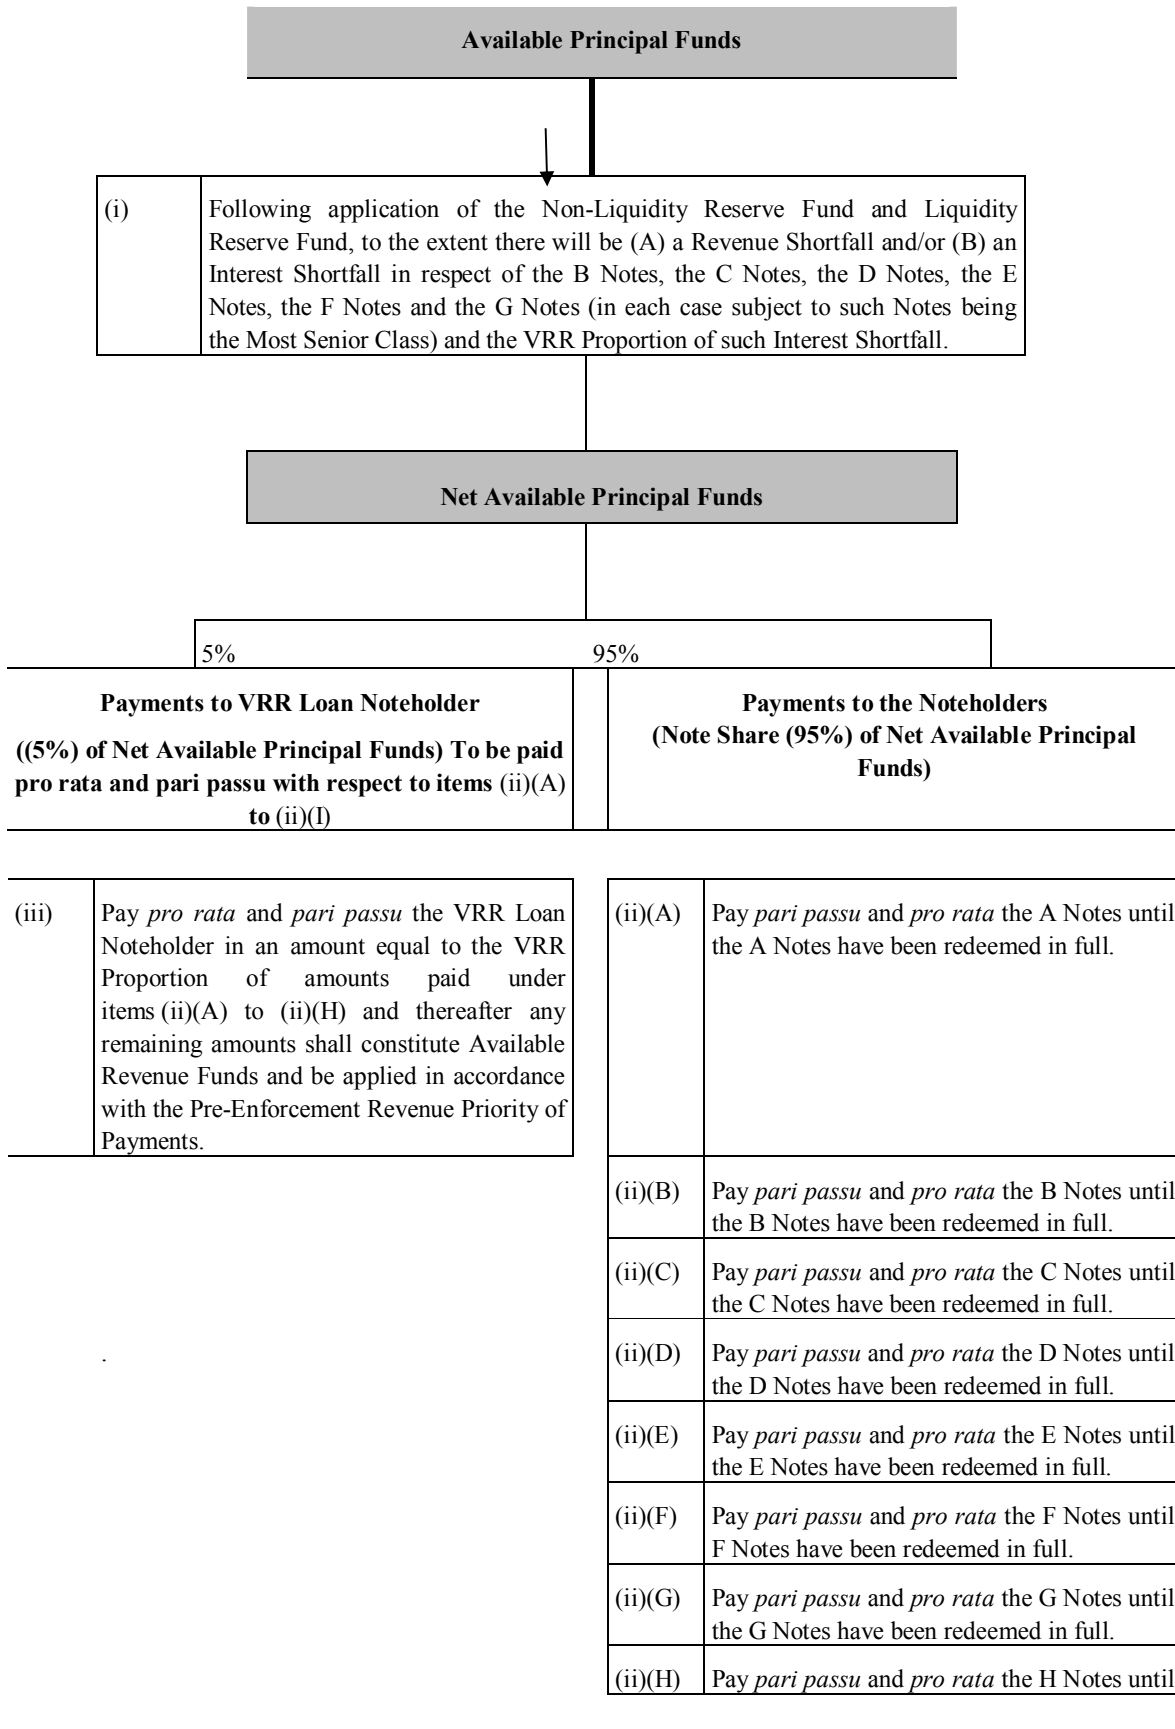 Available Principal Funds
(i) Following application of the Non-Liquidity Reserve Fund and Liquidity
Reserve Fund, to the extent there will be (A) a Revenue Shortfall and/or (B) an
Interest Shortfall in respect of the B Notes, the C Notes, the D Notes, the E
Notes, the F Notes and the G Notes (in each case subject to such Notes being
the Most Senior Class) and the VRR Proportion of such Interest Shortfall.
Net Available Principal Funds
5% 95%
Payments to VRR Loan Noteholder
((5%) of Net Available Principal Funds) To be paid
pro rata and pari passu with respect to items (ii)(A)
to (ii)(I)
Payments to the Noteholders
(Note Share (95%) of Net Available Principal
Funds)
(iii) Pay pro rata and pari passu the VRR Loan
Noteholder in an amount equal to the VRR
Proportion of amounts paid under
items (ii)(A) to (ii)(H) and thereafter any
remaining amounts shall constitute Available
Revenue Funds and be applied in accordance
with the Pre-Enforcement Revenue Priority of
Payments.
.
(ii)(A) Pay pari passu and pro rata the A Notes until
the A Notes have been redeemed in full.
(ii)(B) Pay pari passu and pro rata the B Notes until
the B Notes have been redeemed in full.
(ii)(C) Pay pari passu and pro rata the C Notes until
the C Notes have been redeemed in full.
(ii)(D) Pay pari passu and pro rata the D Notes until
the D Notes have been redeemed in full.
(ii)(E) Pay pari passu and pro rata the E Notes until
the E Notes have been redeemed in full.
(ii)(F) Pay pari passu and pro rata the F Notes until
F Notes have been redeemed in full.
(ii)(G) Pay pari passu and pro rata the G Notes until
the G Notes have been redeemed in full.
(ii)(H) Pay pari passu and pro rata the H Notes until